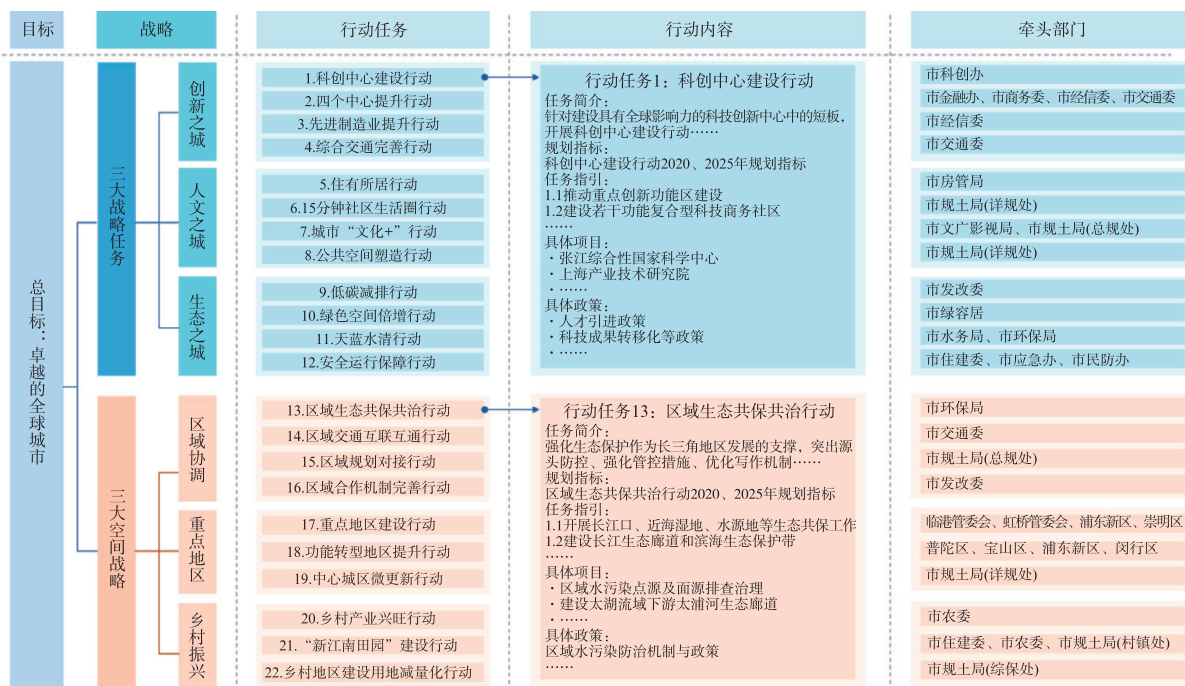 目标
战略
行动任务
行动内容
牵头部门
总目标：卓越的全球城市
三大战略任务
创新之城
1.科创中心建设行动
2.四个中心提升行动
3.先进制造业提升行动
4.综合交通完善行动
人文之城
5.住有所居行动
6.15分钟社区生活圈行动
7.城市“文化+”行动
8.公共空间塑造行动
生态之城
9.低碳减排行动
10.绿色空间倍增行动
11.天蓝水清行动
12.安全运行保障行动
行动任务1：科创中心建设行动
任务简介：
针对建设具有全球影响力的科技创新中心中的短板，
开展科创中心建设行动……
规划指标：
科创中心建设行动2020、2025年规划指标
任务指引：
1.1推动重点创新功能区建设
1.2建设若干功能复合型科技商务社区
……
具体项目：
·张江综合性国家科学中心
·上海产业技术研究院
·……
具体政策：
·人才引进政策
·科技成果转移化等政策
·……
市科创办
市金融办、市商务委、市经信委、市交通委
市经信委
市交通委
市房管局
市规土局(详规处)
市文广影视局、市规土局(总规处)
市规土局(详规处)
市发改委
市绿容居
市水务局、市环保局
市住建委、市应急办、市民防办
三大空间战略
区域协调
13.区域生态共保共治行动
14.区域交通互联互通行动
15.区域规划对接行动
16.区域合作机制完善行动
重点地区
17.重点地区建设行动
18.功能转型地区提升行动
19.中心城区微更新行动
乡村振兴
20.乡村产业兴旺行动
21.“新江南田园”建设行动
22.乡村地区建设用地减量化行动
行动任务13：区域生态共保共治行动
任务简介：
强化生态保护作为长三角地区发展的支撑，突出源
头防控、强化管控措施、优化写作机制……
规划指标：
区域生态共保共治行动2020、2025年规划指标
任务指引：
1.1开展长江口、近海湿地、水源地等生态共保工作
1.2建设长江生态廊道和滨海生态保护带
……
具体项目：
·区域水污染点源及面源排查治理
·建设太湖流域下游太浦河生态廊道
·……
具体政策：
区域水污染防治机制与政策
……
市环保局
市交通委
市规土局(总规处)
市发改委
临港管委会、虹桥管委会、浦东新区、崇明区
普陀区、宝山区、浦东新区、闵行区
市规土局(详规处)
市农委
市住建委、市农委、市规土局(村镇处)
市规土局(综保处)